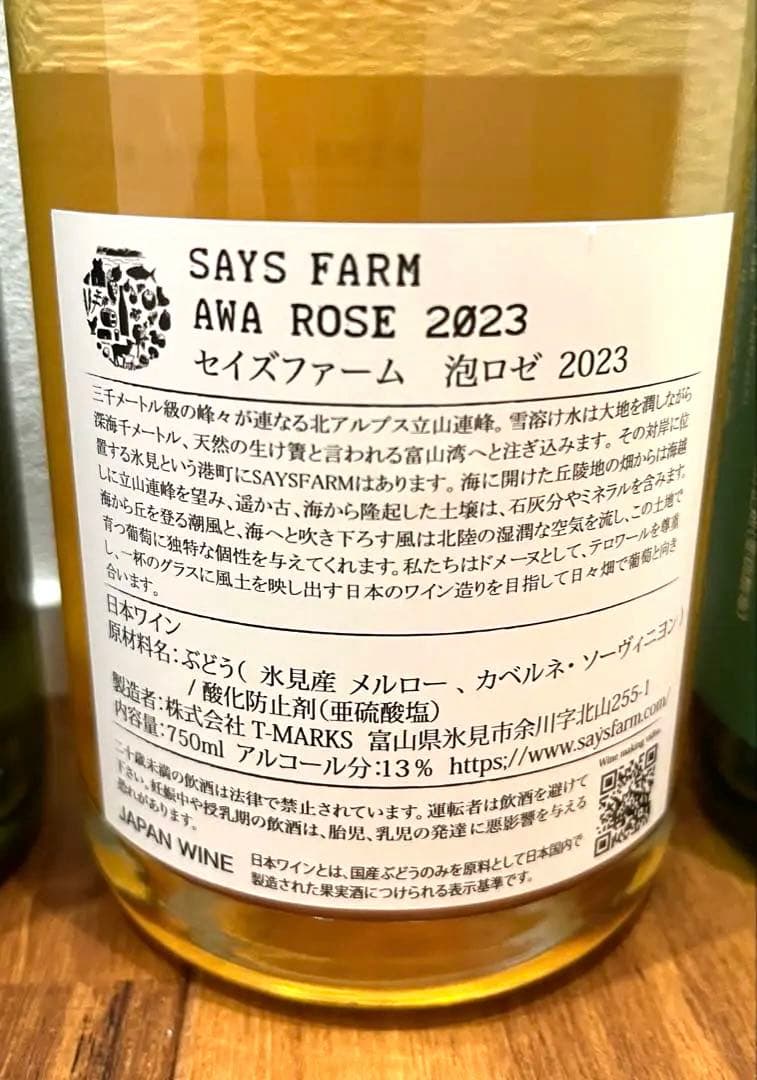 SAYS FARM
AWA ROSE 2023
セイズファーム 泡ロゼ 2023
三千メートル級の峰々が連なる北アルプス立山連峰。雪溶け水は大地を潤しながら
深海千メートル、天然の生け簀と言われる富山湾へと注ぎ込みます。その対岸に位
置する氷見という港町にSAYSFARMはあります。海に開けた丘陵地の畑からは海越
しに立山連峰を望み、遥か古、海から隆起した土壌は、石灰分やミネラルを含みます。
海から丘を登る潮風と、海へと吹き下ろす風は北陸の湿潤な空気を流し、この土地で
育つ葡萄に独特な個性を与えてくれます。私たちはドメーヌとして、テロワールを尊重
し、一杯のグラスに風土を映し出す日本のワイン造りを目指して日々畑で葡萄と向き
合います。
日本ワイン
原材料名：ぶどう（ 氷見産 メルロー 、カベルネ・ソーヴィニヨン ）
/ 酸化防止剤（亜硫酸塩）
製造者：株式会社 T-MARKS 富山県氷見市余川字北山255-1
内容量：750ml アルコール分：13% https;//www.saysfarm.com/
二十歳未満の飲酒は法律で禁止されています。運転者は飲酒を避けて
下さい。妊娠中や授乳期の飲酒は、胎児、乳児の発達に悪影響を与える
恐れがあります。
Wine making video
JAPAN WINE
日本ワインとは、国産ぶどうのみを原料として日本国内で
製造された果実酒につけられる表示基準です。